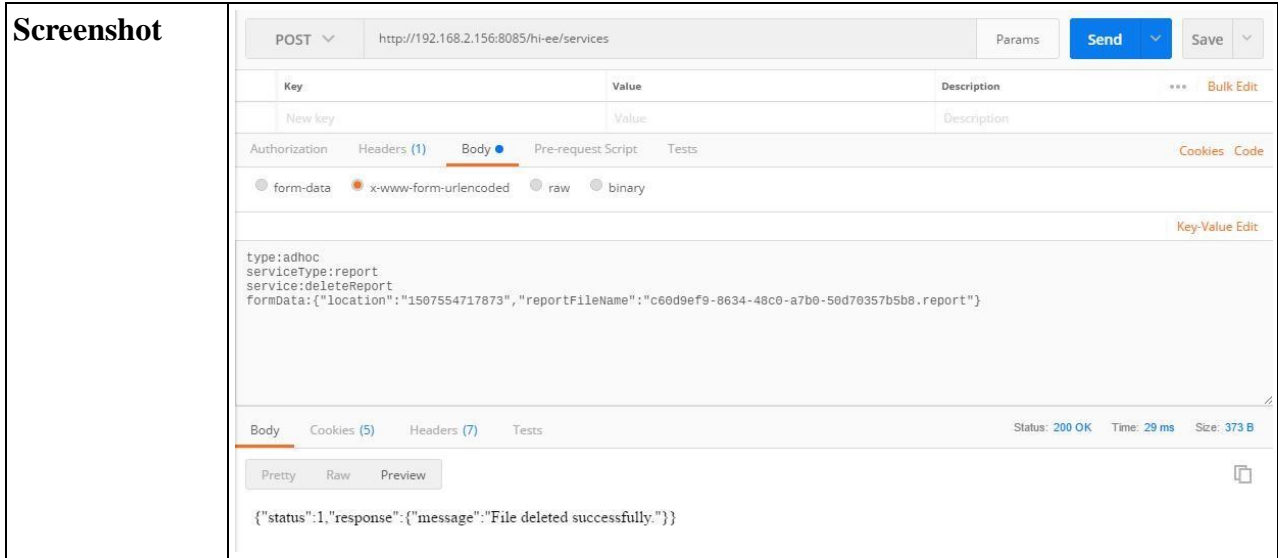 Screenshot
POST http://192.168.2.156:8085/hi-ee/services Params Send Save
Key Value Description ••• Bulk Edit
New key Value Description
Authorization Headers (1) Body Pre-request Script Tests Cookies Code
form-data x-www-form-urlencoded raw binary
Key-Value Edit
type:adhoc
serviceType:report
service:deleteReport
formData:{"location":"1507554717873","reportFileName":"c60d9ef9-8634-48c0-a7b0-50d70357b5b8.report"}
Body Cookies (5) Headers (7) Tests Status: 200 OK Time: 29 ms Size: 373 B
Pretty Raw Preview
{"status":1,"response":{"message":"File deleted successfully."}}